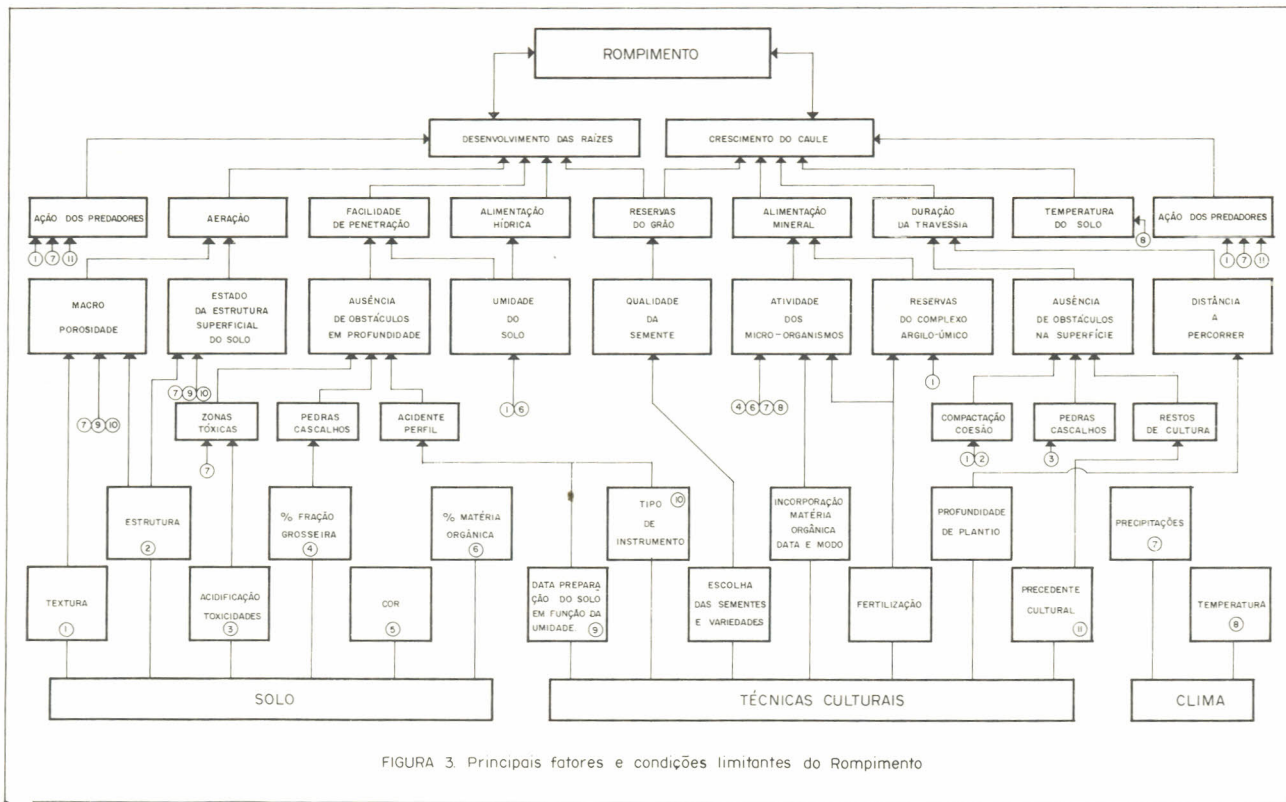 ROMPIMENTO
DESENVOLVIMENTO DAS RAÍZES
CRESCIMENTO DO CAULE
AÇÃO DOS PREDADORES
1 7 11
AERAÇÃO
FACILIDADE
DE PENETRAÇÃO
ALIMENTAÇÃO
HÍDRICA
RESERVAS
DO GRÃO
ALIMENTAÇÃO
MINERAL
DURAÇÃO
DA TRAVESSIA
TEMPERATURA
DO SOLO
8
AÇÃO DOS PREDADORES
1 7 11
MACRO
POROSIDADE
7 9 10
ESTADO
DA ESTRUTURA
SUPERFICIAL
DO SOLO
7 9 10
AUSÊNCIA
DE OBSTÁCULOS
EM PROFUNDIDADE
UMIDADE
DO
SOLO
1 6
QUALIDADE
DA
SEMENTE
ATIVIDADE
DOS
MICRO-ORGANISMOS
4 6 7 8
RESERVAS
DO COMPLEXO
ARGILO-ÚMICO
1
AUSÊNCIA
DE OBSTÁCULOS
NA SUPERFÍCIE
DISTÂNCIA
A
PERCORRER
ZONAS
TÓXICAS
7
PEDRAS
CASCALHOS
ACIDENTE
PERFIL
COMPACTAÇÃO
COESÃO
1 2
PEDRAS
CASCALHOS
3
RESTOS
DE CULTURA
ESTRUTURA
2
% FRAÇÃO
GROSSEIRA
4
% MATÉRIA
ORGÂNICA
6
TIPO 10
DE
INSTRUMENTO
INCORPORAÇÃO
MATÉRIA
ORGÂNICA
DATA E MODO
PROFUNDIDADE
DE PLANTIO
PRECIPITAÇÕES
7
TEXTURA
1
ACIDIFICAÇÃO
TOXICIDADES
3
COR
5
DATA PREPARA
ÇÃO DO SOLO
EM FUNÇÃO DA
UMIDADE. 9
ESCOLHA
DAS SEMENTES
E VARIEDADES
FERTILIZAÇÃO
PRECEDENTE
CULTURAL
11
TEMPERATURA
8
SOLO
TÉCNICAS CULTURAIS
CLIMA
FIGURA 3. Principais fatores e condições limitantes do Rompimento